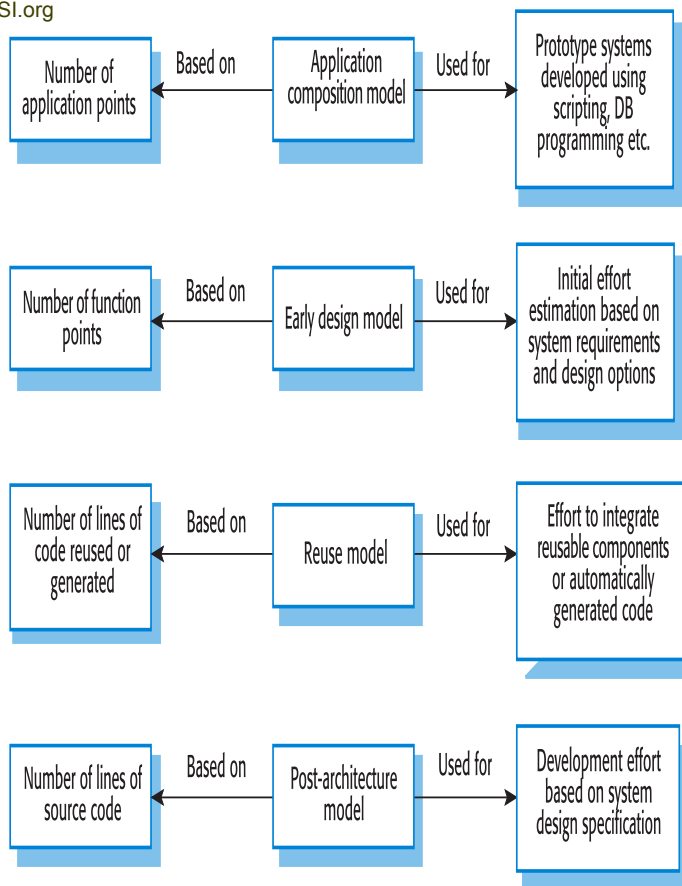 SI.org
Number of
application points
Based on
Application
composition model
Used for
Prototype systems
developed using
scripting, DB
programming etc.
Number of function
points
Based on
Early design model
Used for
Initial effort
estimation based on
system requirements
and design options
Number of lines of
code reused or
generated
Based on
Reuse model
Used for
Effort to integrate
reusable components
or automatically
generated code
Number of lines of
source code
Based on
Post-architecture
model
Used for
Development effort
based on system
design specification